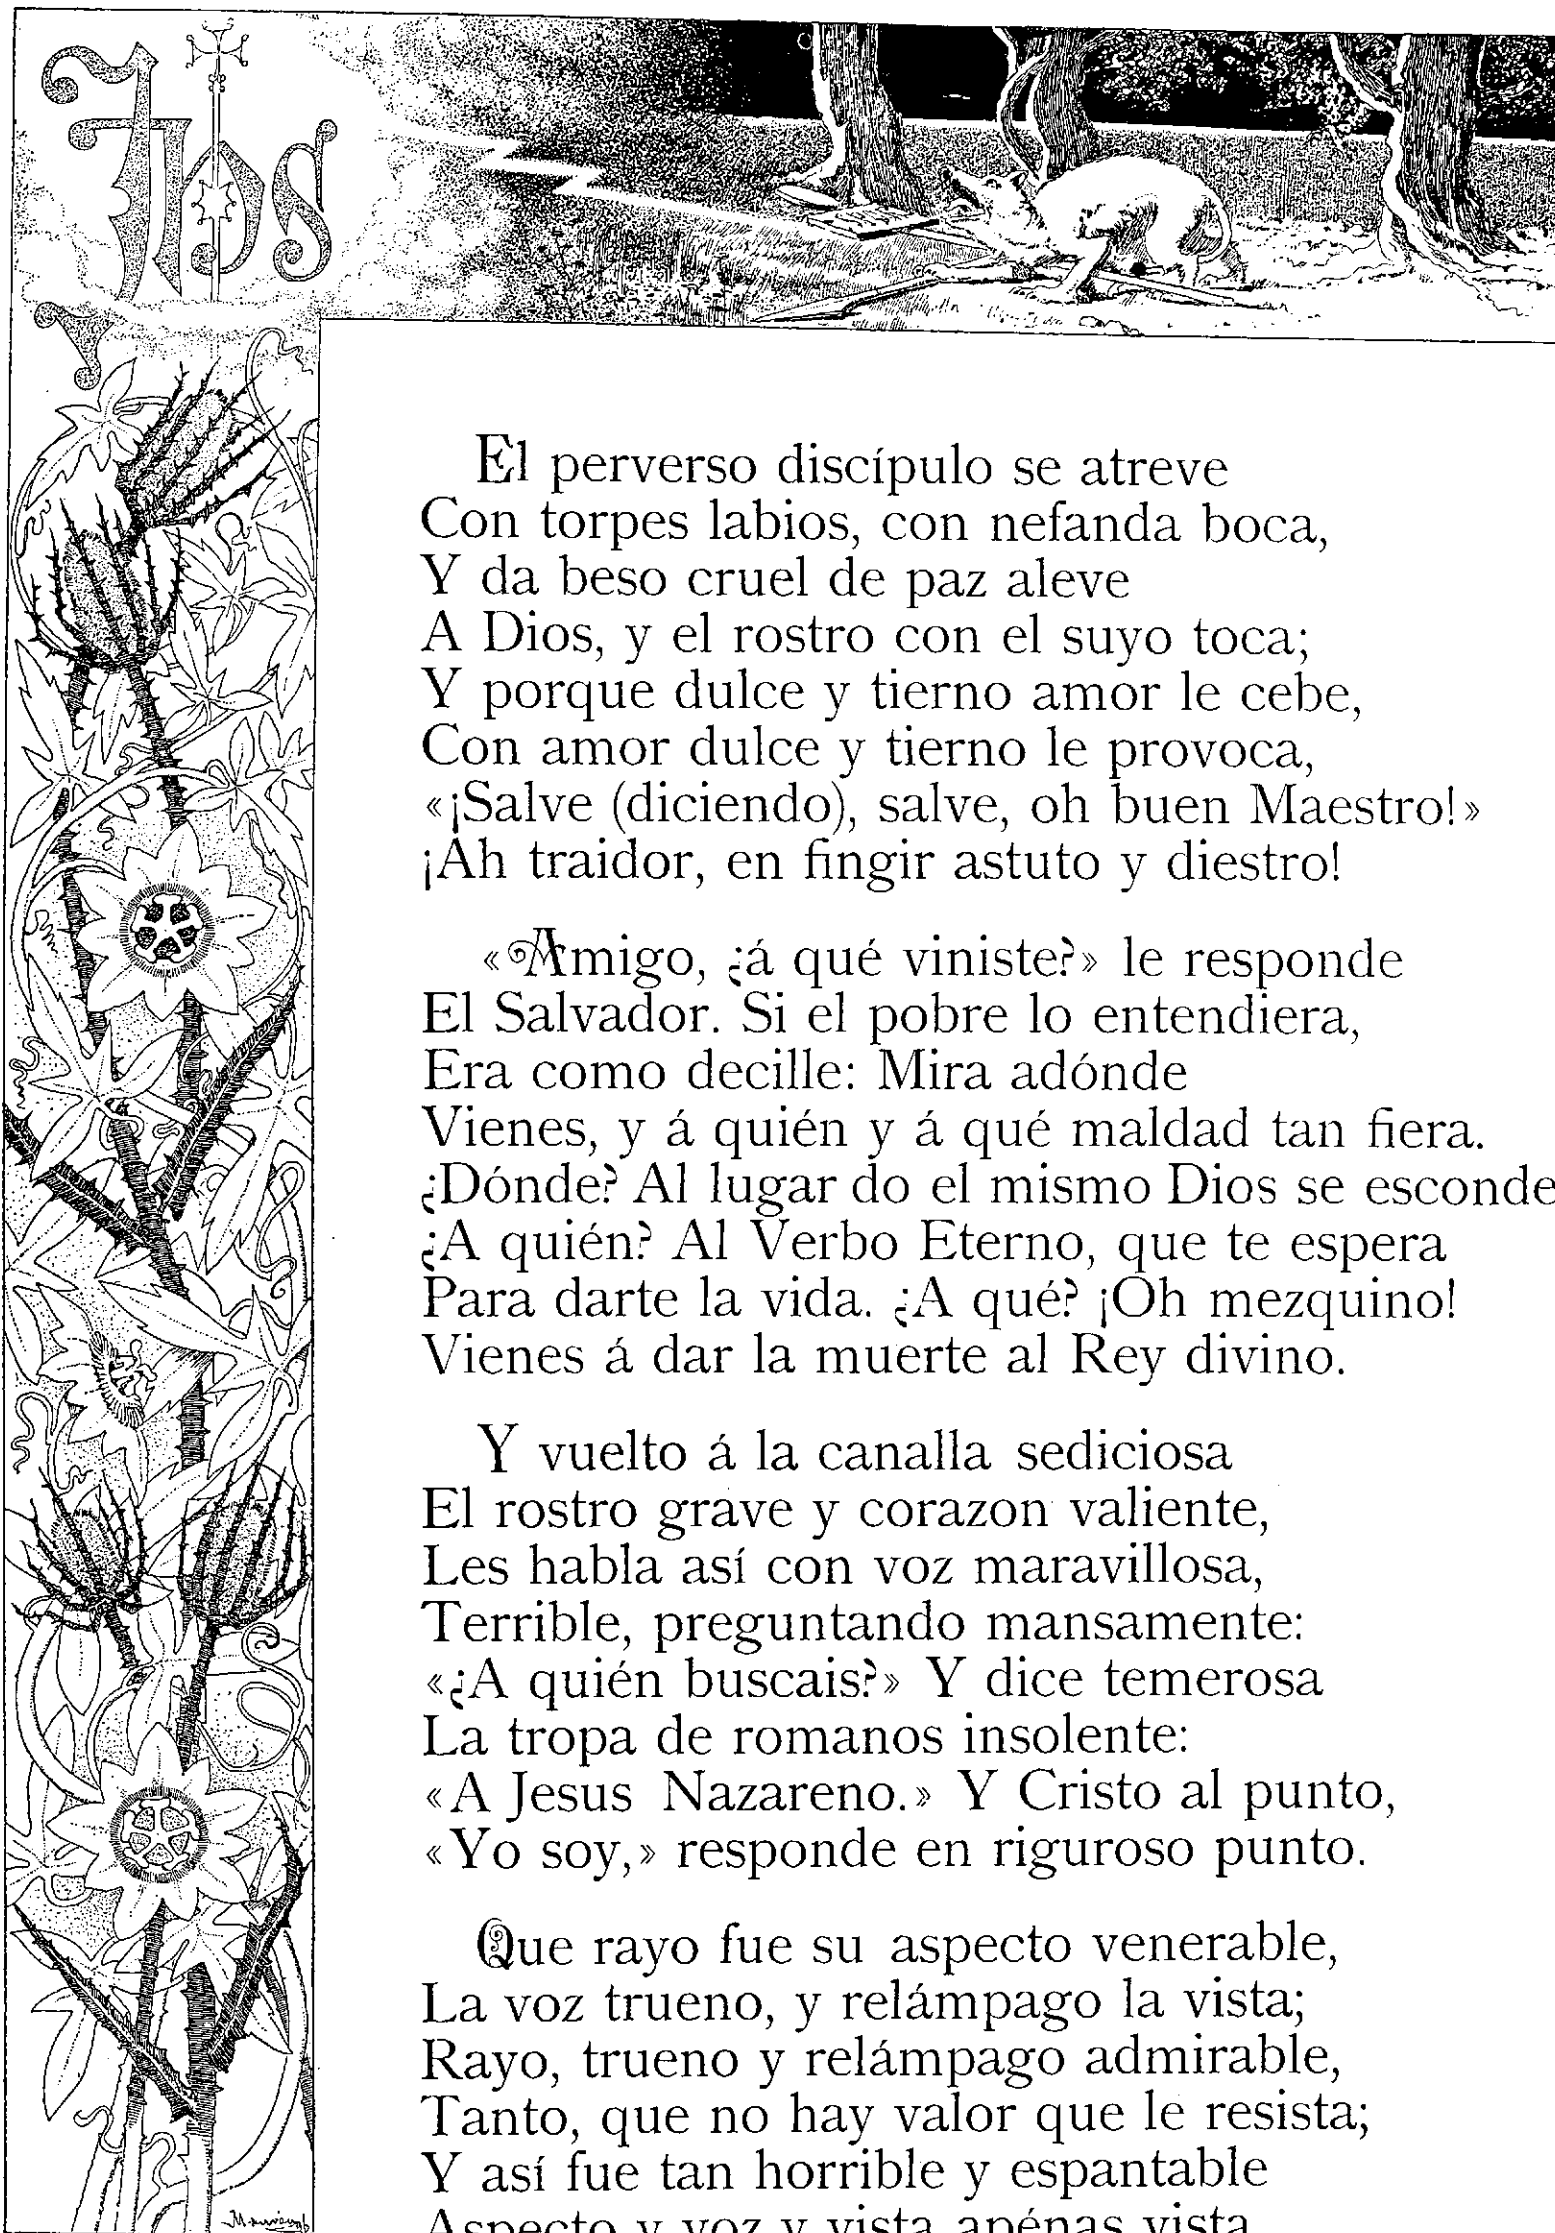 Jhs
El perverso discípulo se atreve
Con torpes labios, con nefanda boca,
Y da beso cruel de paz aleve
A Dios, y el rostro con el suyo toca;
Y porque dulce y tierno amor le cebe,
Con amor dulce y tierno le provoca,
«¡Salve (diciendo), salve, oh buen Maestro!»
¡Ah traidor, en fingir astuto y diestro!
«Amigo, ¿á qué viniste?» le responde
El Salvador. Si el pobre lo entendiera,
Era como decille: Mira adónde
Vienes, y á quién y á qué maldad tan fiera.
¿Dónde? Al lugar do el mismo Dios se esconde
¿A quién? Al Verbo Eterno, que te espera
Para darte la vida. ¿A qué? ¡Oh mezquino!
Vienes á dar la muerte al Rey divino.
Y vuelto á la canalla sediciosa
El rostro grave y corazon valiente,
Les habla así con voz maravillosa,
Terrible, preguntando mansamente:
«¿A quién buscais?» Y dice temerosa
La tropa de romanos insolente:
«A Jesus Nazareno.» Y Cristo al punto,
«Yo soy,» responde en riguroso punto.
Que rayo fue su aspecto venerable,
La voz trueno, y relámpago la vista;
Rayo, trueno y relámpago admirable,
Tanto, que no hay valor que le resista;
Y así fue tan horrible y espantable
Aspecto y voz y vista apénas vista